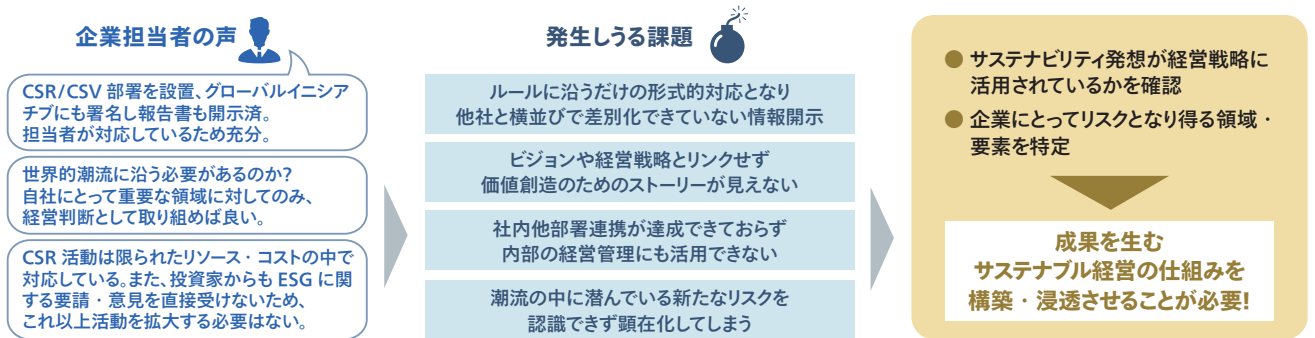 企業担当者の声
CSR/CSV 部署を設置、グローバルイニシア
チブにも署名し報告書も開示済。
担当者が対応しているため充分。
世界的潮流に沿う必要があるのか?
自社にとって重要な領域に対してのみ、
経営判断として取り組めば良い。
CSR 活動は限られたリソース・コストの中で
対応している。また、投資家からも ESG に関
する要請・意見を直接受けないため、
これ以上活動を拡大する必要はない。
発生しうる課題
ルールに沿うだけの形式的対応となり
他社と横並びで差別化できていない情報開示
ビジョンや経営戦略とリンクせず
価値創造のためのストーリーが見えない
社内他部署連携が達成できておらず
内部の経営管理にも活用できない
潮流の中に潜んでいる新たなリスクを
認識できず顕在化してしまう
● サステナビリティ発想が経営戦略に
活用されているかを確認
● 企業にとってリスクとなり得る領域・
要素を特定
成果を生む
サステナブル経営の仕組みを
構築・浸透させることが必要!